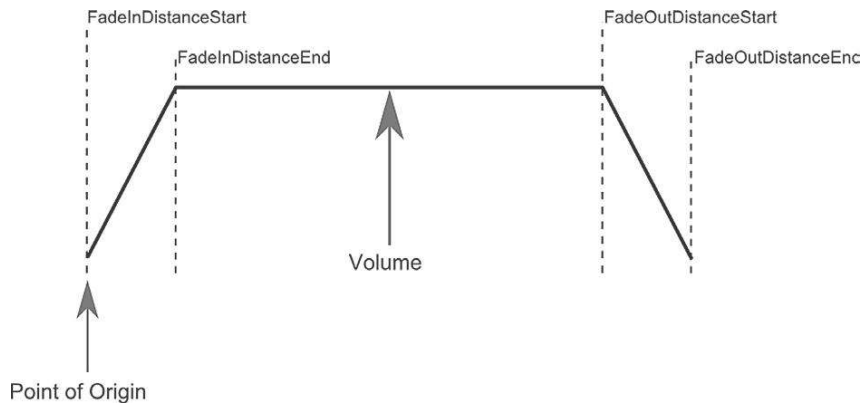 FadeInDistanceStart
FadeOutDistanceStart
FadeInDistanceEnd
FadeOutDistanceEnc
Volume
Point of Origin